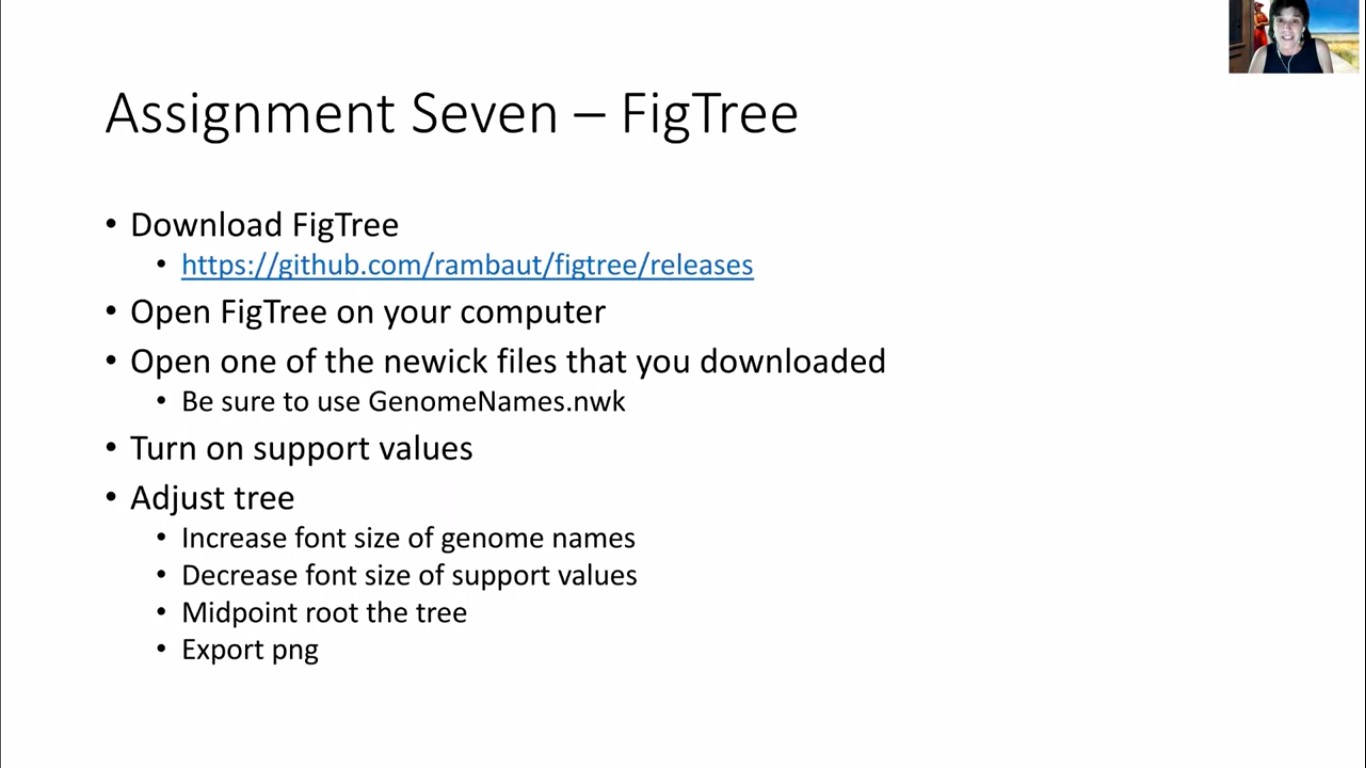 Assignment Seven – FigTree
• Download FigTree
• https://github.com/rambaut/figtree/releases
• Open FigTree on your computer
• Open one of the newick files that you downloaded
• Be sure to use GenomeNames.nwk
• Turn on support values
• Adjust tree
• Increase font size of genome names
• Decrease font size of support values
• Midpoint root the tree
• Export png